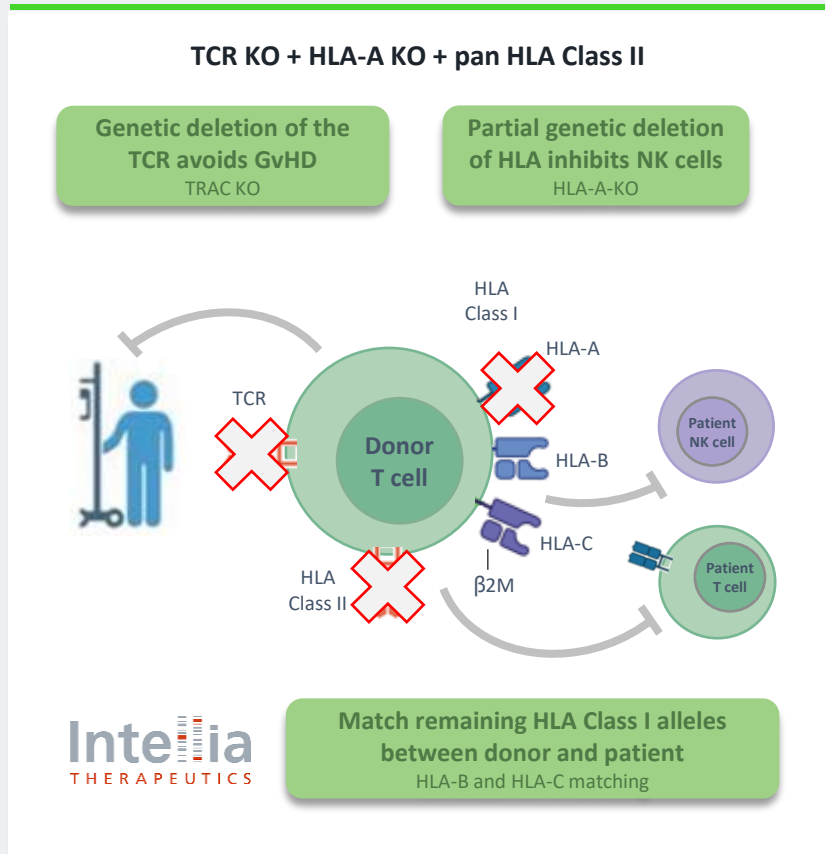 TCR KO + HLA-A KO + pan HLA Class II
Genetic deletion of the
TCR avoids GvHD
TRAC KO
Partial genetic deletion
of HLA inhibits NK cells
HLA-A-KO
HLA
Class I
HLA-A
TCR
Donor
T cell
HLA-B
Patient
NK cell
HLA-C
β2M
HLA
Class II
Patient
T cell
Intellia
THERAPEUTICS
Match remaining HLA Class I alleles
between donor and patient
HLA-B and HLA-C matching